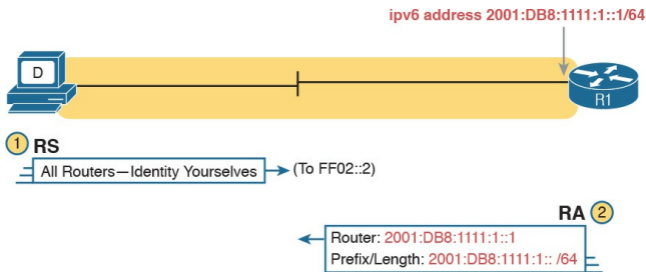 ipv6 address 2001:DB8:1111:1::1/64
D
R1
1 RS
All Routers—Identity Yourselves (To FF02::2)
RA 2
Router: 2001:DB8:1111:1::1
Prefix/Length: 2001:DB8:1111:1:: /64